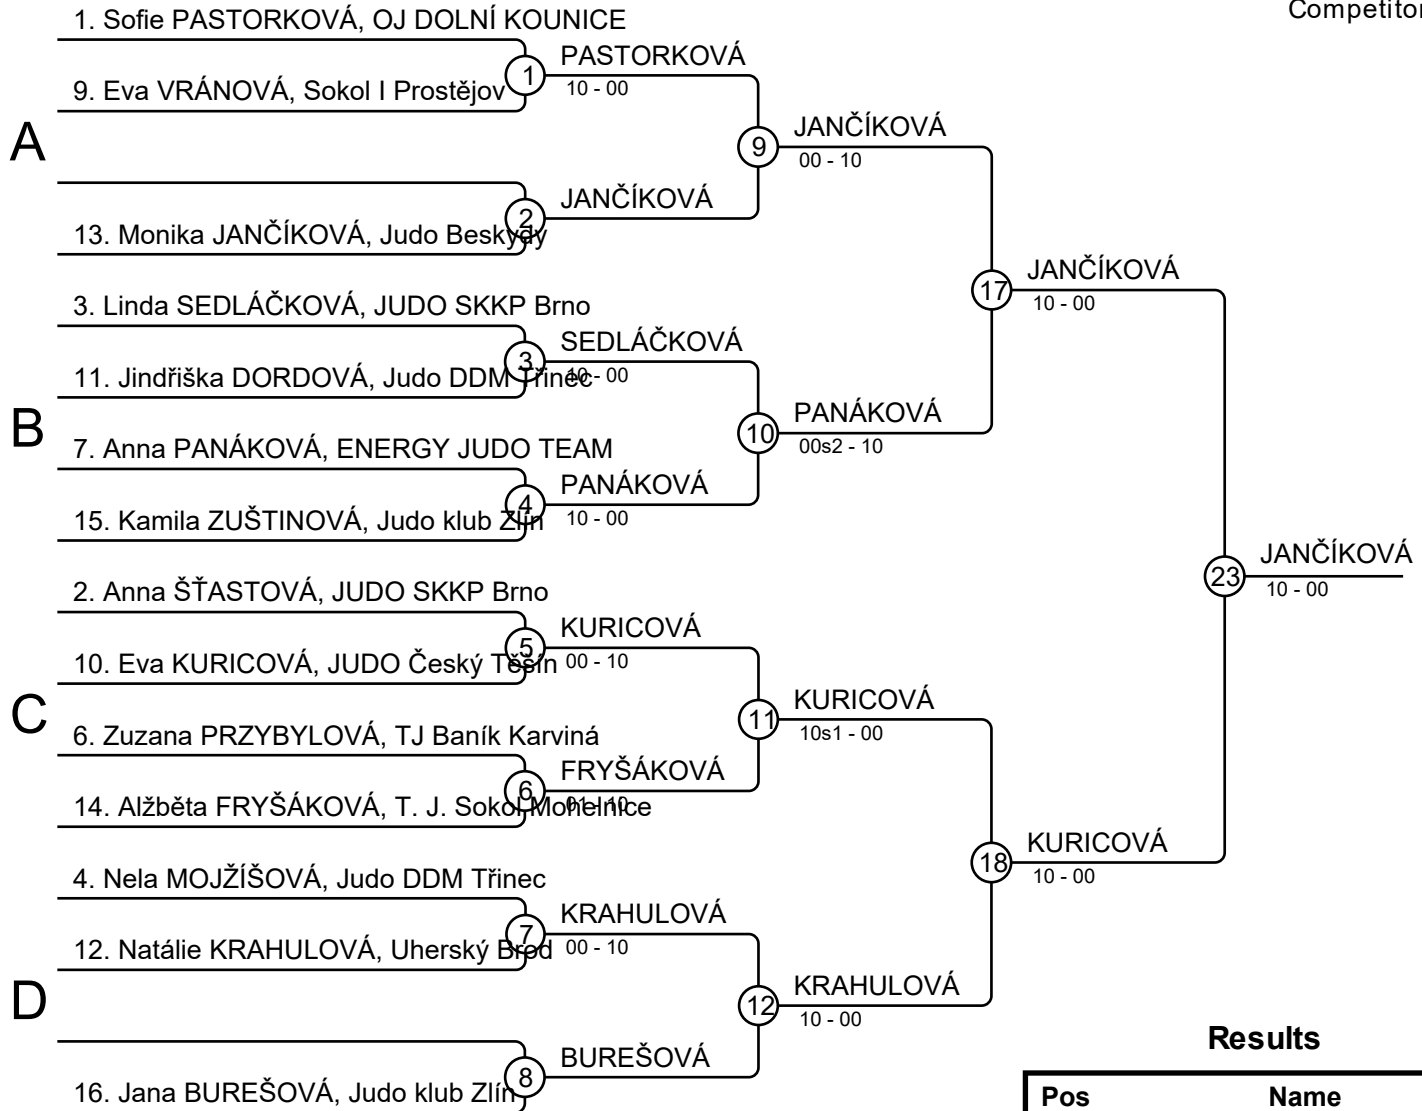 Competitor
1. Sofie PASTORKOVÁ, OJ DOLNÍ KOUNICE
9. Eva VRÁNOVÁ, Sokol I Prostějov
1
PASTORKOVÁ
10 - 00
A
9
JANČÍKOVÁ
00 - 10
2
JANČÍKOVÁ
13. Monika JANČÍKOVÁ, Judo Beskydy
17
JANČÍKOVÁ
10 - 00
3. Linda SEDLÁČKOVÁ, JUDO SKKP Brno
11. Jindřiška DORDOVÁ, Judo DDM Třinec
3
SEDLÁČKOVÁ
10 - 00
B
10
PANÁKOVÁ
00s2 - 10
7. Anna PANÁKOVÁ, ENERGY JUDO TEAM
15. Kamila ZUŠTINOVÁ, Judo klub Zlín
4
PANÁKOVÁ
10 - 00
23
JANČÍKOVÁ
10 - 00
2. Anna ŠŤASTOVÁ, JUDO SKKP Brno
10. Eva KURICOVÁ, JUDO Český Těšín
5
KURICOVÁ
00 - 10
C
11
KURICOVÁ
10s1 - 00
6. Zuzana PRZYBYLOVÁ, TJ Baník Karviná
14. Alžběta FRYŠÁKOVÁ, T. J. Sokol Mohelnice
6
FRYŠÁKOVÁ
01 - 10
18
KURICOVÁ
10 - 00
4. Nela MOJŽÍŠOVÁ, Judo DDM Třinec
12. Natálie KRAHULOVÁ, Uherský Brod
7
KRAHULOVÁ
00 - 10
D
12
KRAHULOVÁ
10 - 00
8
BUREŠOVÁ
16. Jana BUREŠOVÁ, Judo klub Zlín
Results
Pos Name